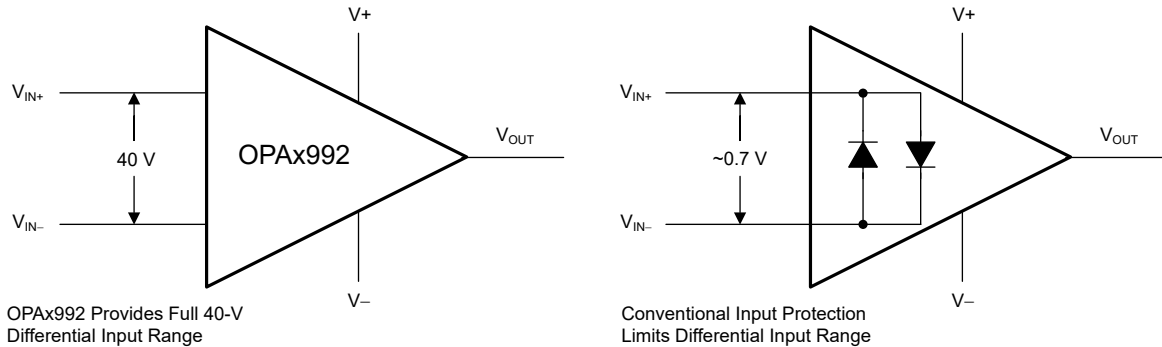 V+
VIN+
40 V
OPAx992
VOUT
VIN−
V−
OPAx992 Provides Full 40-V
Differential Input Range
V+
VIN+
~0.7 V
VOUT
VIN−
V−
Conventional Input Protection
Limits Differential Input Range